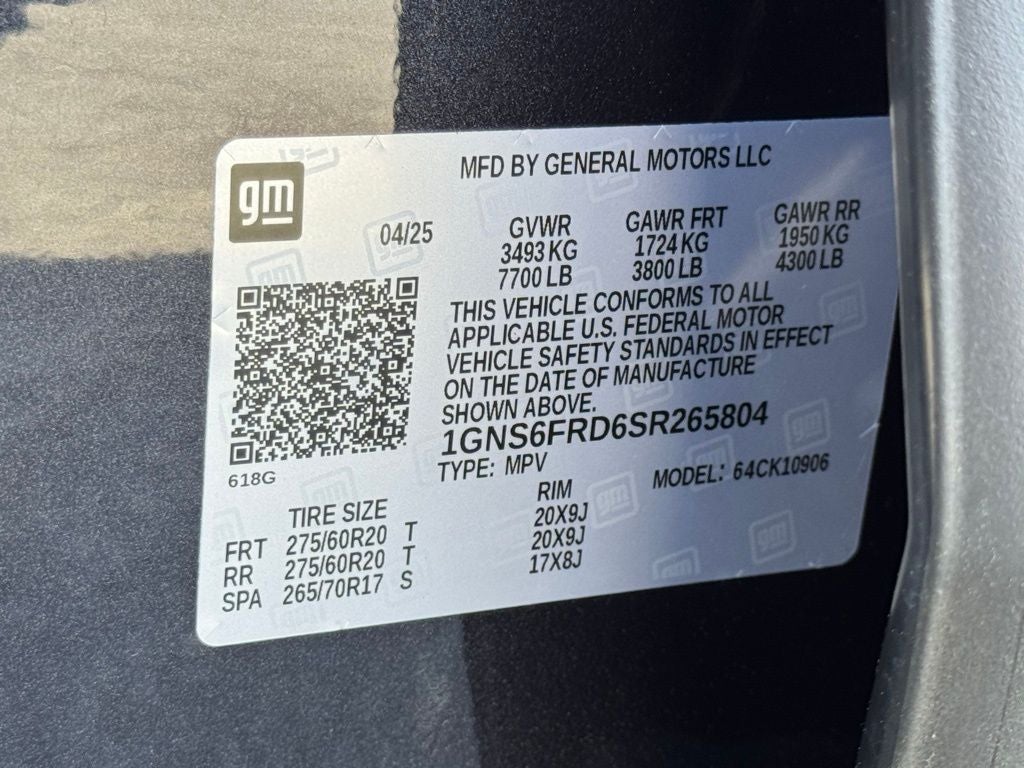 MFD BY GENERAL MOTORS LLC
gm
04/25
GVWR GAWR FRT GAWR RR
3493 KG 1724 KG 1950 KG
7700 LB 3800 LB 4300 LB
THIS VEHICLE CONFORMS TO ALL
APPLICABLE U.S. FEDERAL MOTOR
VEHICLE SAFETY STANDARDS IN EFFECT
ON THE DATE OF MANUFACTURE
SHOWN ABOVE.
1GNS6FRD6SR265804
TYPE: MPV MODEL: 64CK10906
618G
TIRE SIZE RIM
FRT 275/60R20 T 20X9J
RR 275/60R20 T 20X9J
SPA 265/70R17 S 17X8J